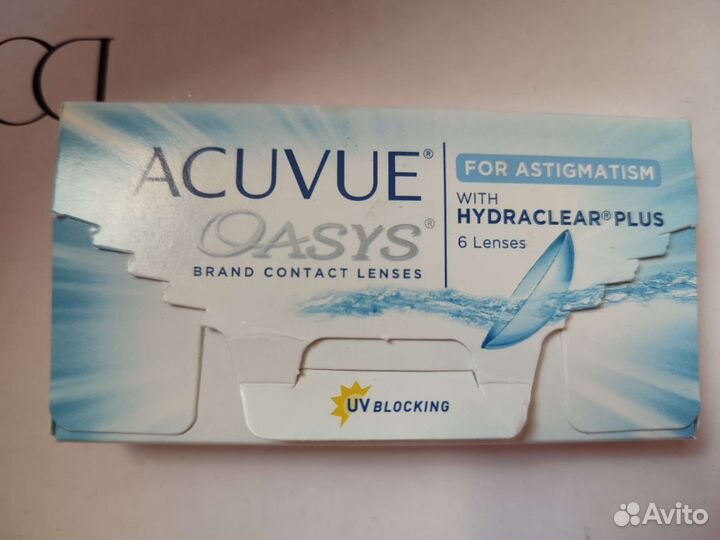 ACUVUE®
OASYS®
BRAND CONTACT LENSES
FOR ASTIGMATISM
WITH
HYDRACLEAR® PLUS
6 Lenses
UV BLOCKING
Avito